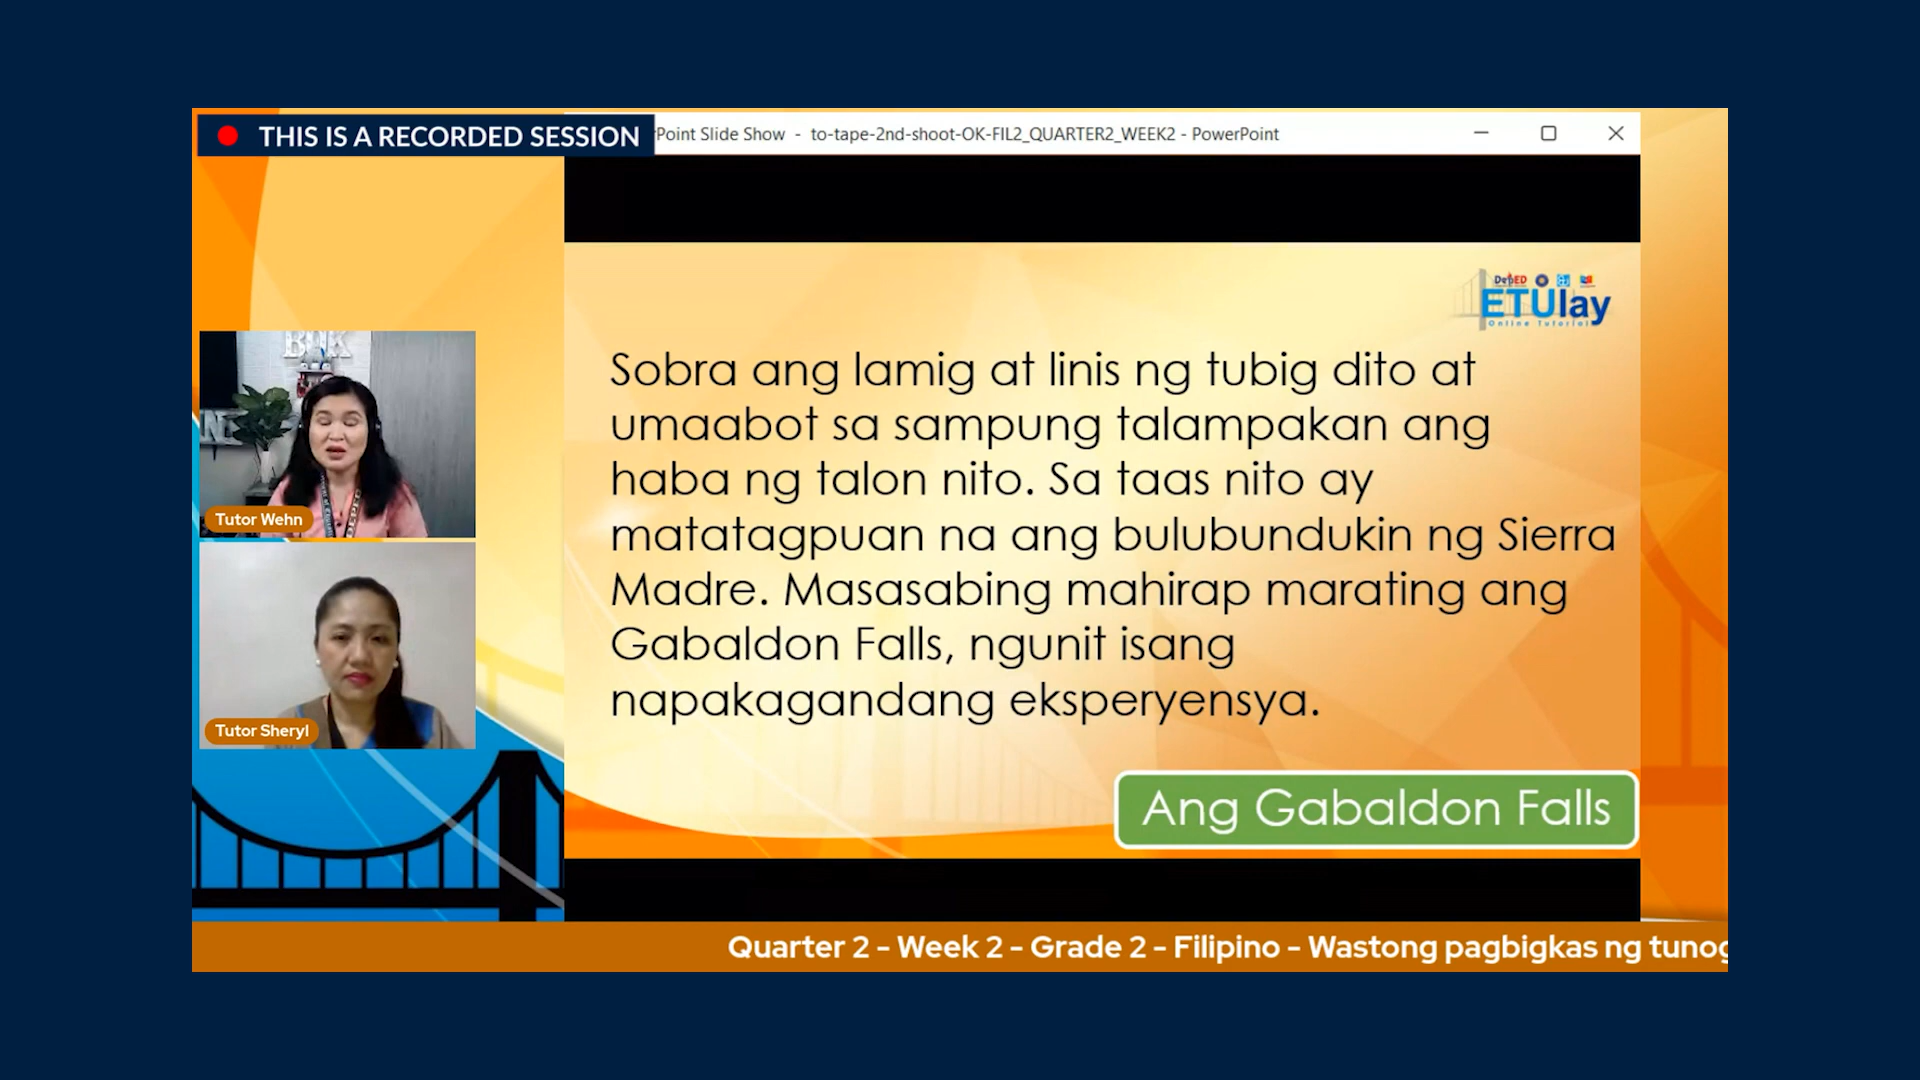 THIS IS A RECORDED SESSION
Point Slide Show - to-tape-2nd-shoot-OK-FIL2_QUARTER2_WEEK2 - PowerPoint
DepED
ETUlay
Online Tutorial
Sobra ang lamig at linis ng tubig dito at
umaabot sa sampung talampakan ang
haba ng talon nito. Sa taas nito ay
matatagpuan na ang bulubundukin ng Sierra
Madre. Masasabing mahirap marating ang
Gabaldon Falls, ngunit isang
napakagandang eksperyensya.
Ang Gabaldon Falls
Tutor Wehn
Tutor Sheryl
Quarter 2 - Week 2 - Grade 2 - Filipino - Wastong pagbigkas ng tunog